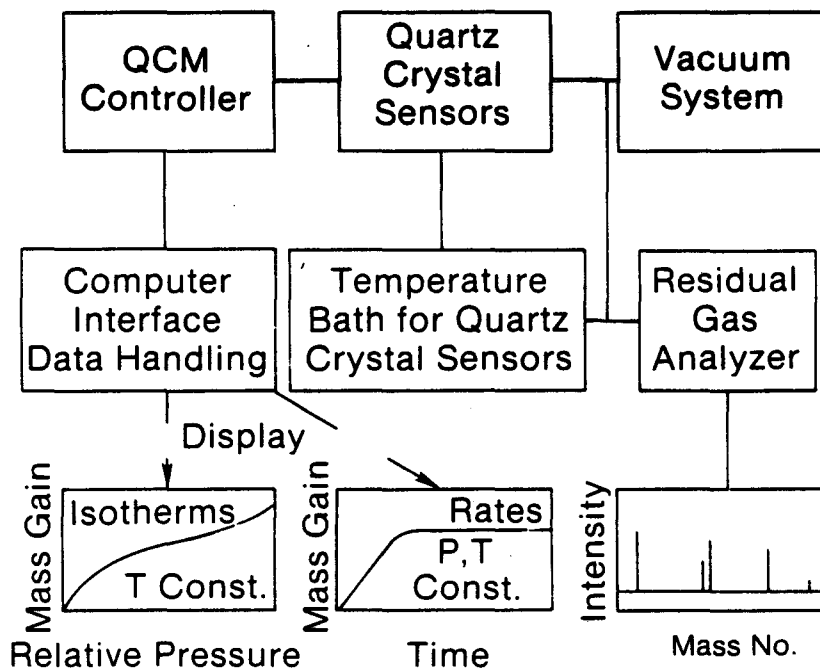 QCM
Controller
Quartz
Crystal
Sensors
Vacuum
System
Computer
Interface
Data Handling
Temperature
Bath for Quartz
Crystal Sensors
Residual
Gas
Analyzer
Display
Mass Gain
Isotherms
T Const.
Relative Pressure
Mass Gain
Rates
P,T
Const.
Time
Intensity
Mass No.